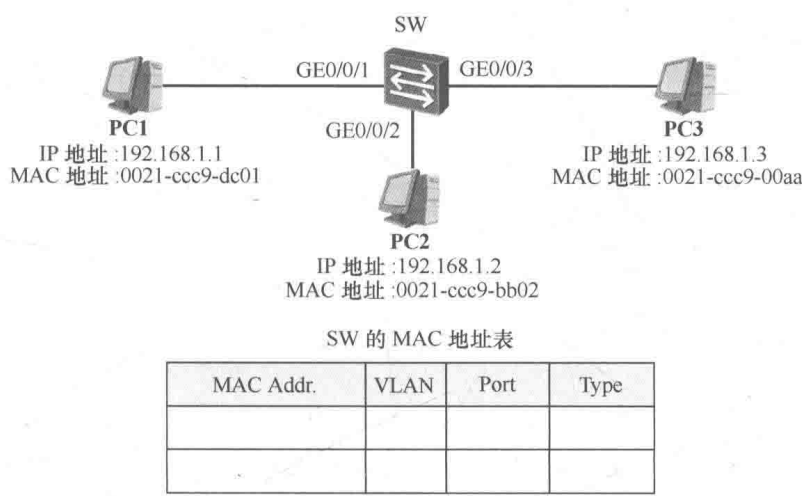 SW
GE0/0/1
GE0/0/3
GE0/0/2
PC1
IP 地址:192.168.1.1
MAC 地址:0021-ccc9-dc01
PC3
IP 地址:192.168.1.3
MAC 地址:0021-ccc9-00aa
PC2
IP 地址:192.168.1.2
MAC 地址:0021-ccc9-bb02
SW 的 MAC 地址表
MAC Addr. VLAN Port Type